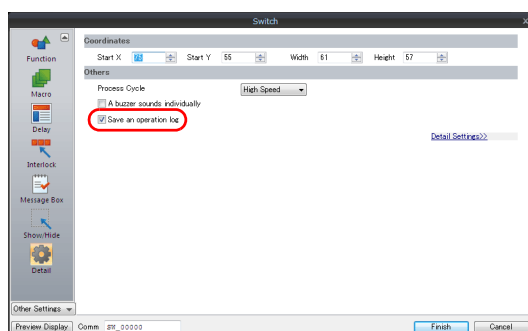 Switch
x
Coordinates
Start X 75 Start Y 55 Width 61 Height 57
Others
Process Cycle High Speed
A buzzer sounds individually
Save an operation log
Detail Settings>>
Function
Macro
Delay
Interlock
Message Box
Show/Hide
Detail
Other Settings
Preview Display Comm SW_00000 Finish Cancel